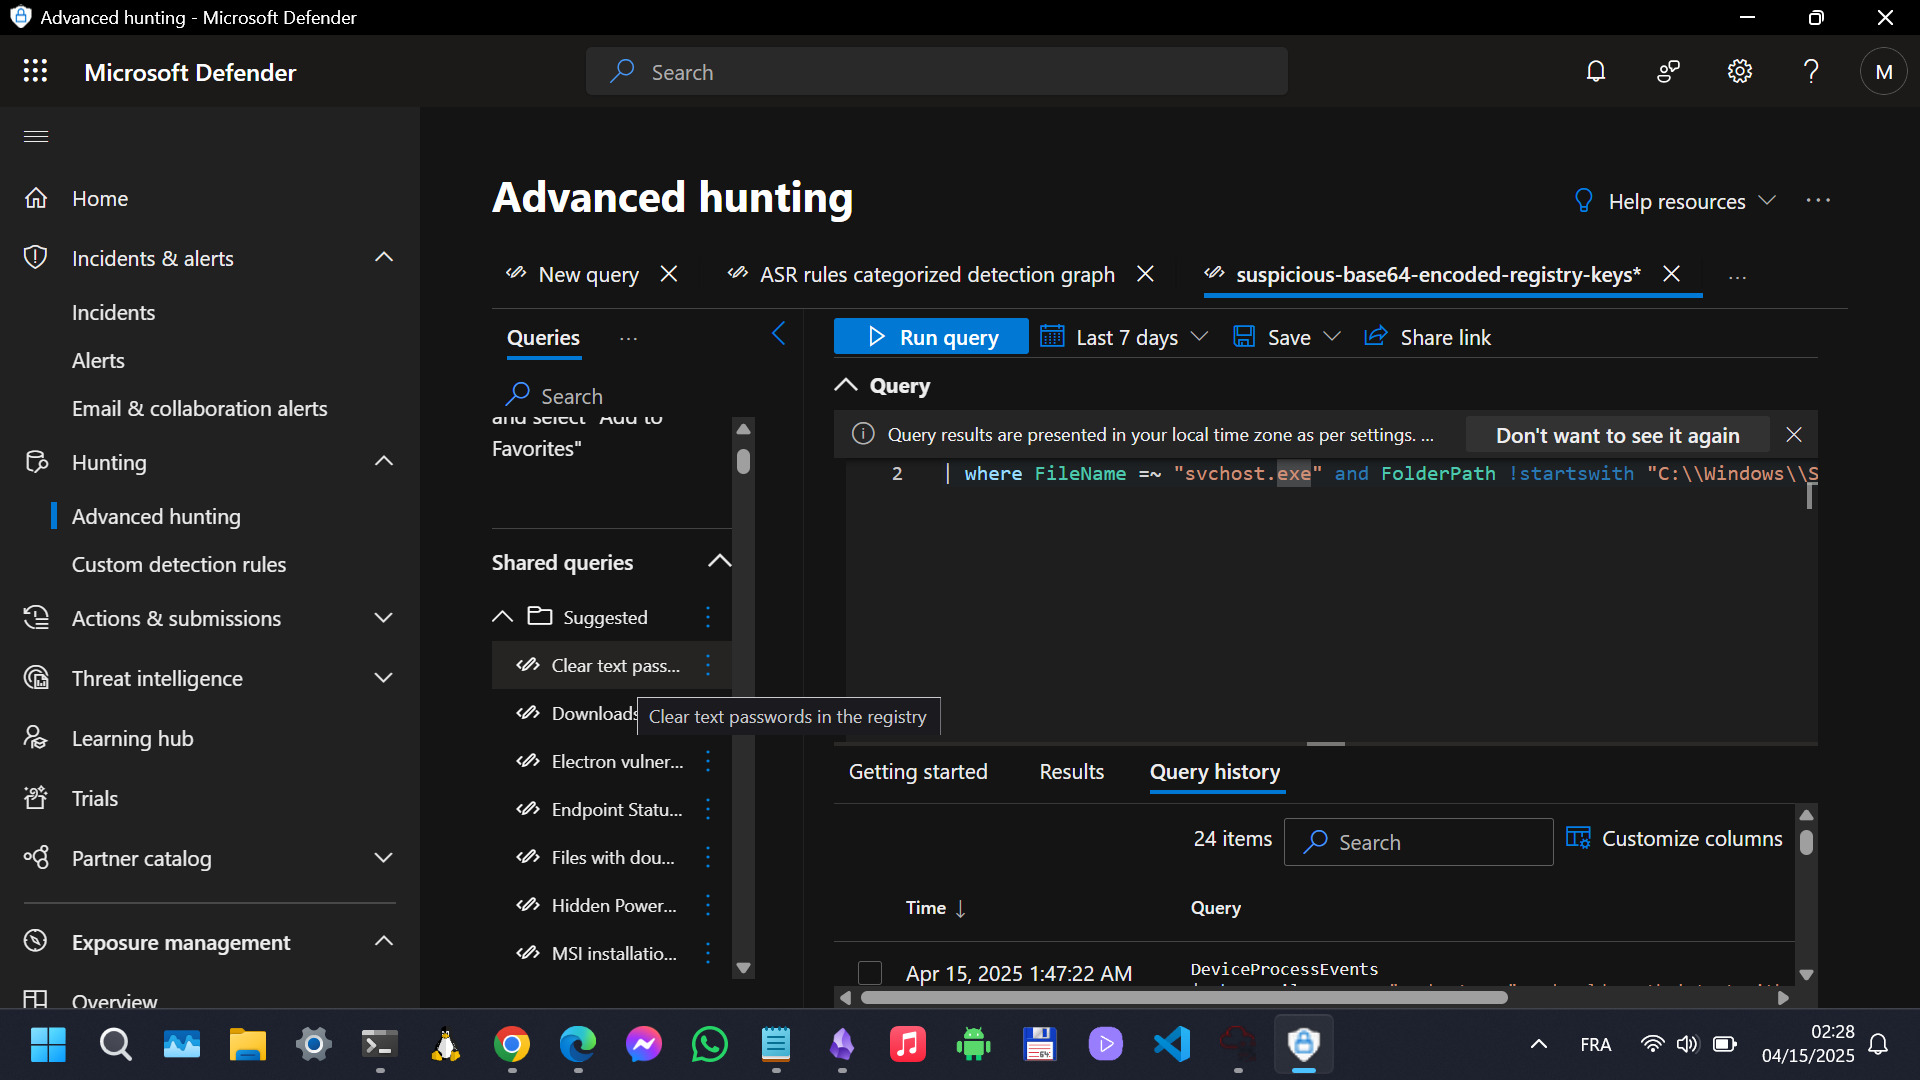 Advanced hunting - Microsoft Defender
Microsoft Defender
Search
M
Home
Incidents & alerts
Incidents
Alerts
Email & collaboration alerts
Hunting
Advanced hunting
Custom detection rules
Actions & submissions
Threat intelligence
Learning hub
Trials
Partner catalog
Exposure management
Overview
Advanced hunting
Help resources
New query
ASR rules categorized detection graph
suspicious-base64-encoded-registry-keys*
Queries
Search
and select "Add to
Favorites"
Shared queries
Suggested
Clear text pass...
Downloads
Clear text passwords in the registry
Electron vulner...
Endpoint Statu...
Files with dou...
Hidden Power...
MSI installatio...
Run query
Last 7 days
Save
Share link
Query
Query results are presented in your local time zone as per settings. ...
Don't want to see it again
2 | where FileName =~ "svchost.exe" and FolderPath !startswith "C:\\Windows\\S
Getting started
Results
Query history
24 items
Search
Customize columns
Time
Query
Apr 15, 2025 1:47:22 AM
DeviceProcessEvents
64
FRA
02:28
04/15/2025